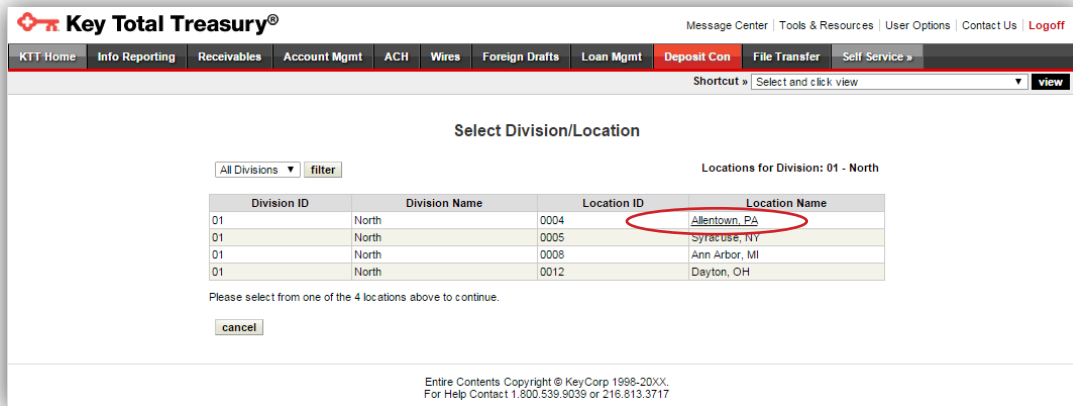 Key Total Treasury®
Message Center | Tools & Resources | User Options | Contact Us | Logoff
KTT Home Info Reporting Receivables Account Mgmt ACH Wires Foreign Drafts Loan Mgmt Deposit Con File Transfer Self Service »
Shortcut » Select and click view view
Select Division/Location
All Divisions filter Locations for Division: 01 - North
Division ID Division Name Location ID Location Name
01 North 0004 Allentown, PA
01 North 0005 Syracuse, NY
01 North 0008 Ann Arbor, MI
01 North 0012 Dayton, OH
Please select from one of the 4 locations above to continue.
cancel
Entire Contents Copyright © KeyCorp 1998-20XX.
For Help Contact 1.800.539.9039 or 216.813.3717